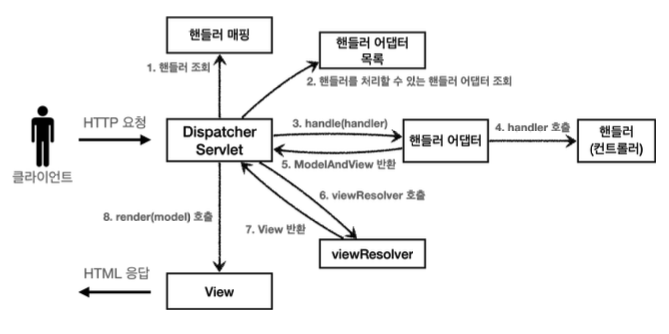 핸들러 매핑
핸들러 어댑터
목록
1. 핸들러 조회
2. 핸들러를 처리할 수 있는 핸들러 어댑터 조회
HTTP 요청
클라이언트
Dispatcher
Servlet
3. handle(handler)
핸들러 어댑터
4. handler 호출
핸들러
(컨트롤러)
5. ModelAndView 반환
6. viewResolver 호출
7. View 반환
8. render(model) 호출
viewResolver
HTML 응답
View